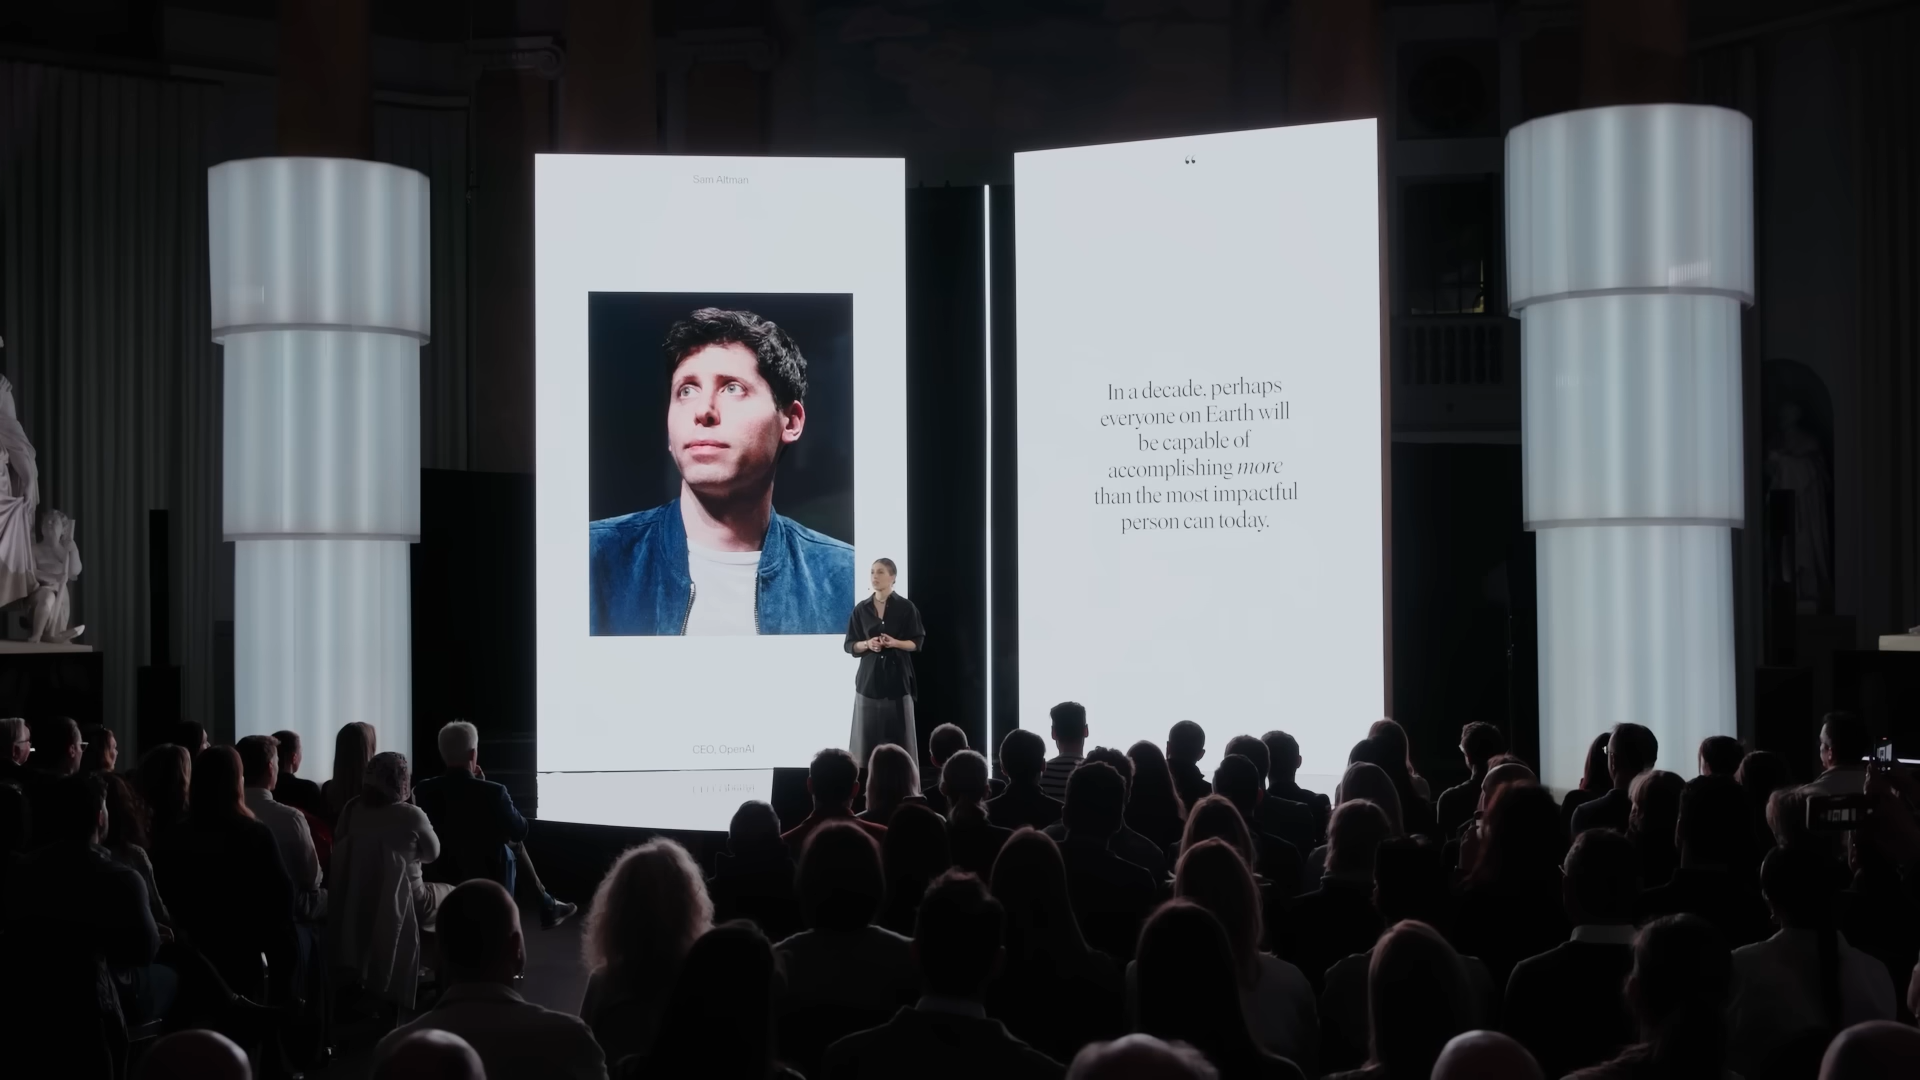 Sam Altman
CEO, OpenAI
“
In a decade, perhaps
everyone on Earth will
be capable of
accomplishing more
than the most impactful
person can today.